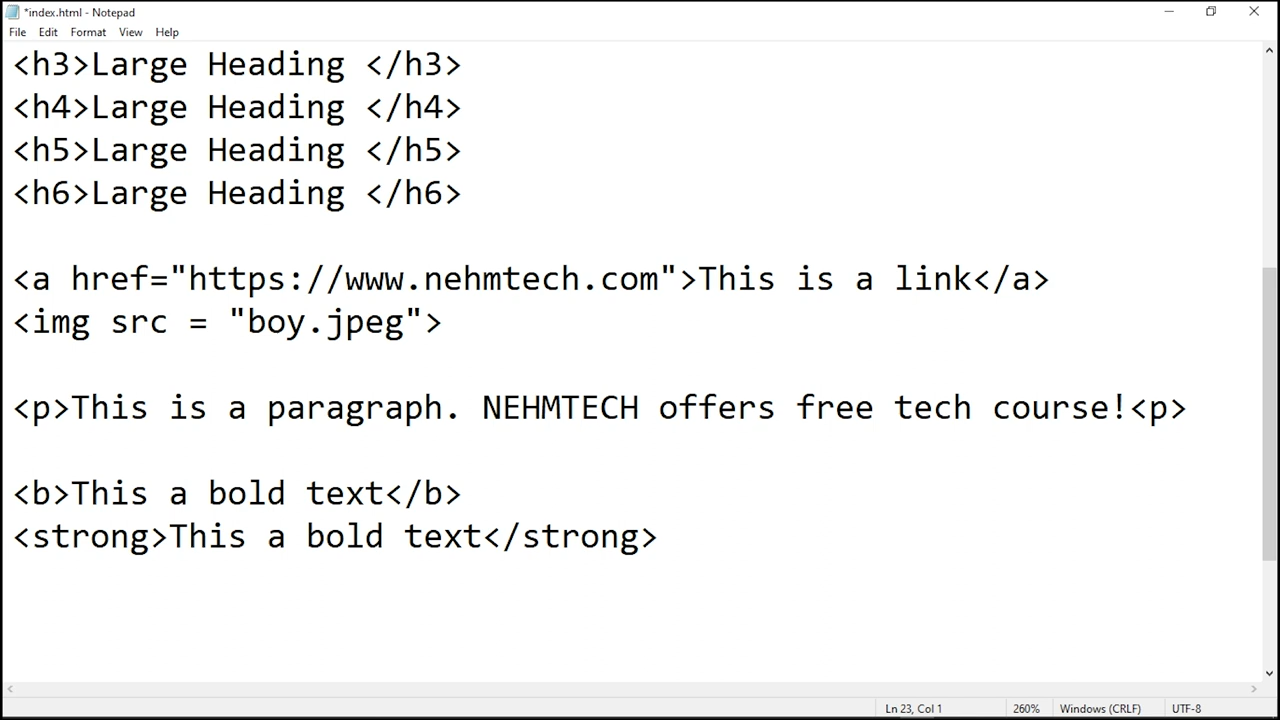 *index.html - Notepad
File Edit Format View Help
<h3>Large Heading </h3>
<h4>Large Heading </h4>
<h5>Large Heading </h5>
<h6>Large Heading </h6>
<a href="https://www.nehmtech.com">This is a link</a>
<img src = "boy.jpeg">
<p>This is a paragraph. NEHMTECH offers free tech course!<p>
<b>This a bold text</b>
<strong>This a bold text</strong>
Ln 23, Col 1 260% Windows (CRLF) UTF-8